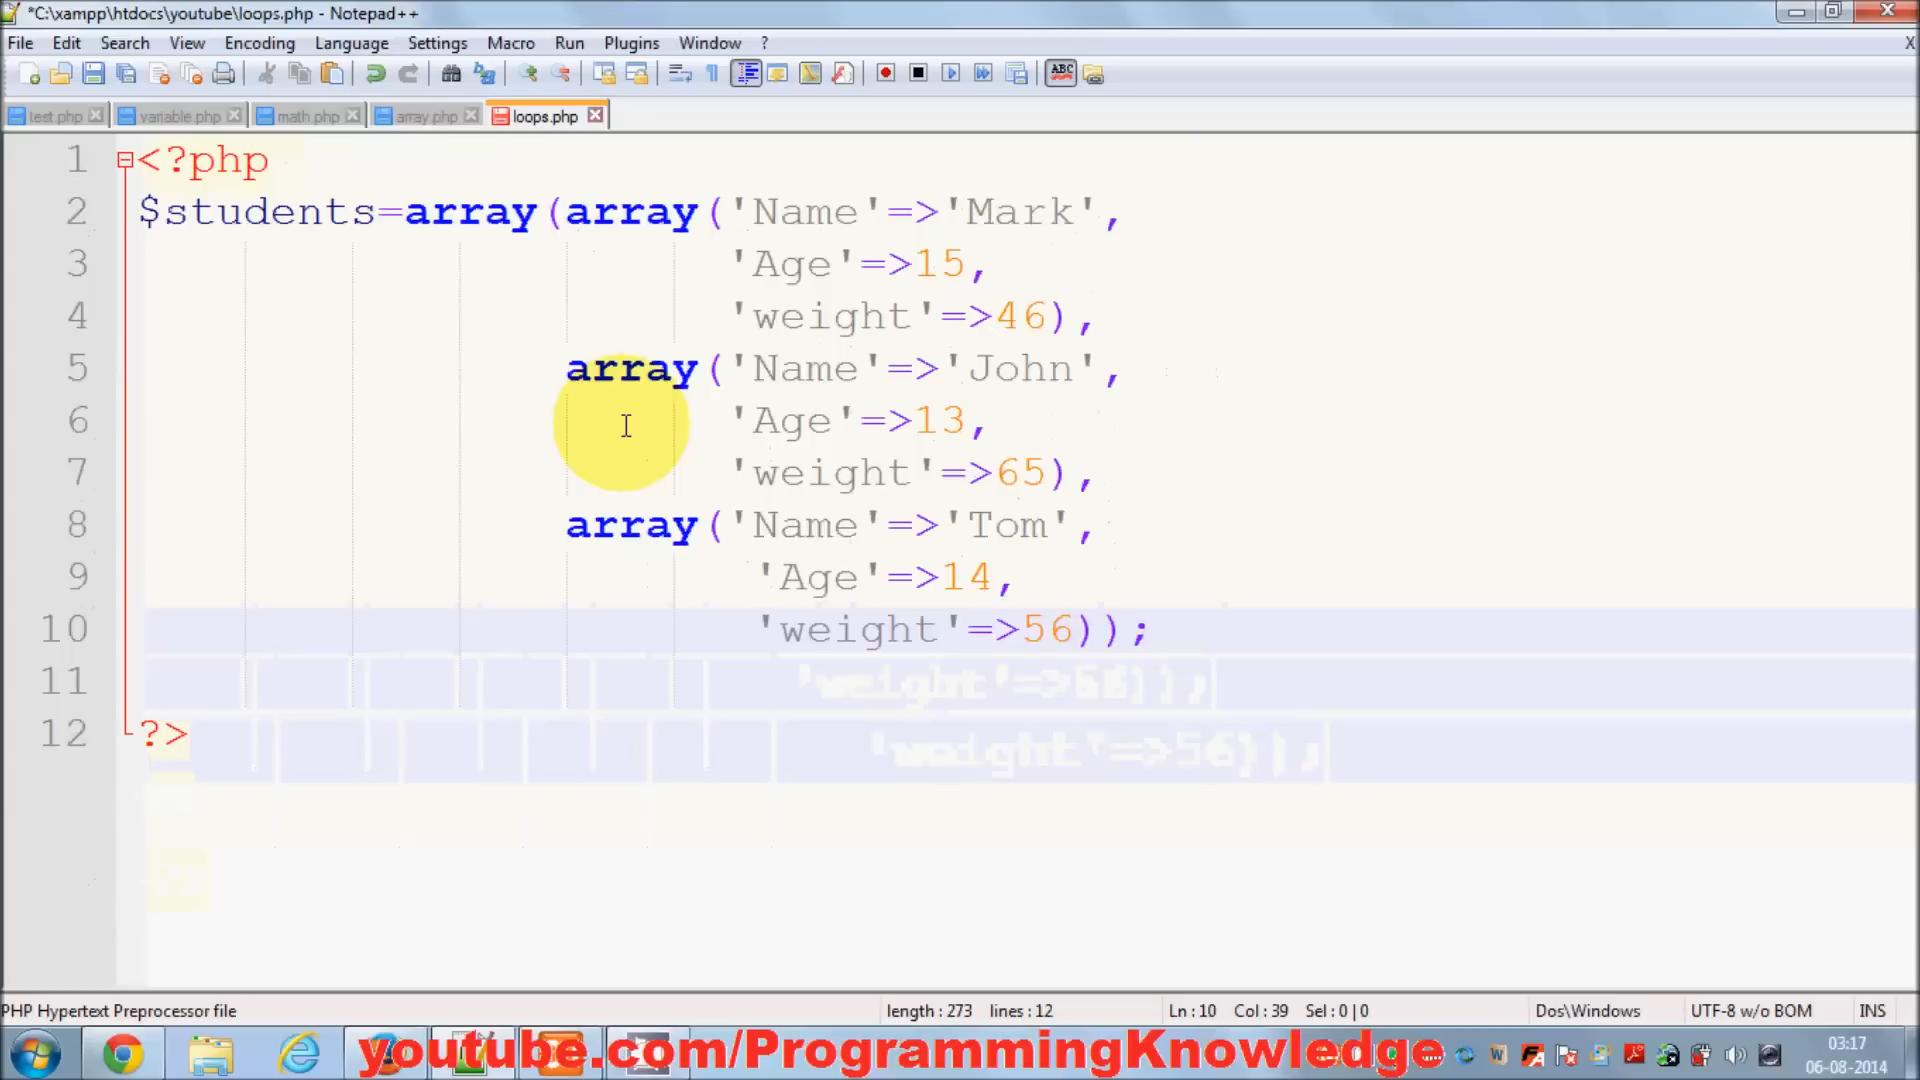 *C:\xampp\htdocs\youtube\loops.php - Notepad++
File Edit Search View Encoding Language Settings Macro Run Plugins Window ? X
test.php variable.php math.php array.php loops.php
1 <?php
2 $students=array(array('Name'=>'Mark',
3 'Age'=>15,
4 'weight'=>46),
5 array('Name'=>'John',
6 'Age'=>13,
7 'weight'=>65),
8 array('Name'=>'Tom',
9 'Age'=>14,
10 'weight'=>56));
11
12 ?>
PHP Hypertext Preprocessor file length : 273 lines : 12 Ln : 10 Col : 39 Sel : 0 | 0 Dos\Windows UTF-8 w/o BOM INS
youtube.com/ProgrammingKnowledge
03:17
06-08-2014